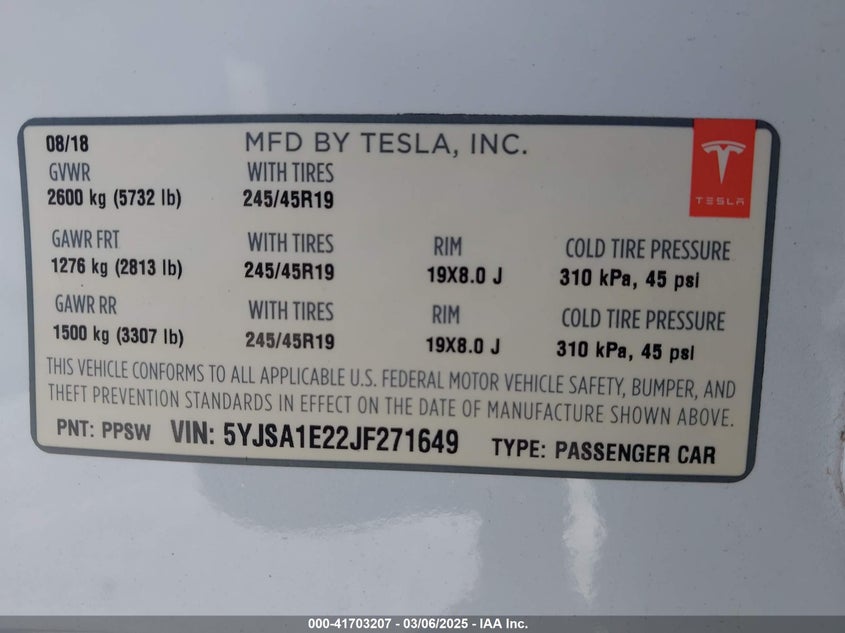 08/18 MFD BY TESLA, INC.
GVWR WITH TIRES
2600 kg (5732 lb) 245/45R19
TESLA
GAWR FRT WITH TIRES RIM COLD TIRE PRESSURE
1276 kg (2813 lb) 245/45R19 19X8.0 J 310 kPa, 45 psi
GAWR RR WITH TIRES RIM COLD TIRE PRESSURE
1500 kg (3307 lb) 245/45R19 19X8.0 J 310 kPa, 45 psi
THIS VEHICLE CONFORMS TO ALL APPLICABLE U.S. FEDERAL MOTOR VEHICLE SAFETY, BUMPER, AND
THEFT PREVENTION STANDARDS IN EFFECT ON THE DATE OF MANUFACTURE SHOWN ABOVE.
PNT: PPSW VIN: 5YJSA1E22JF271649 TYPE: PASSENGER CAR
000-41703207 - 03/06/2025 - IAA Inc.